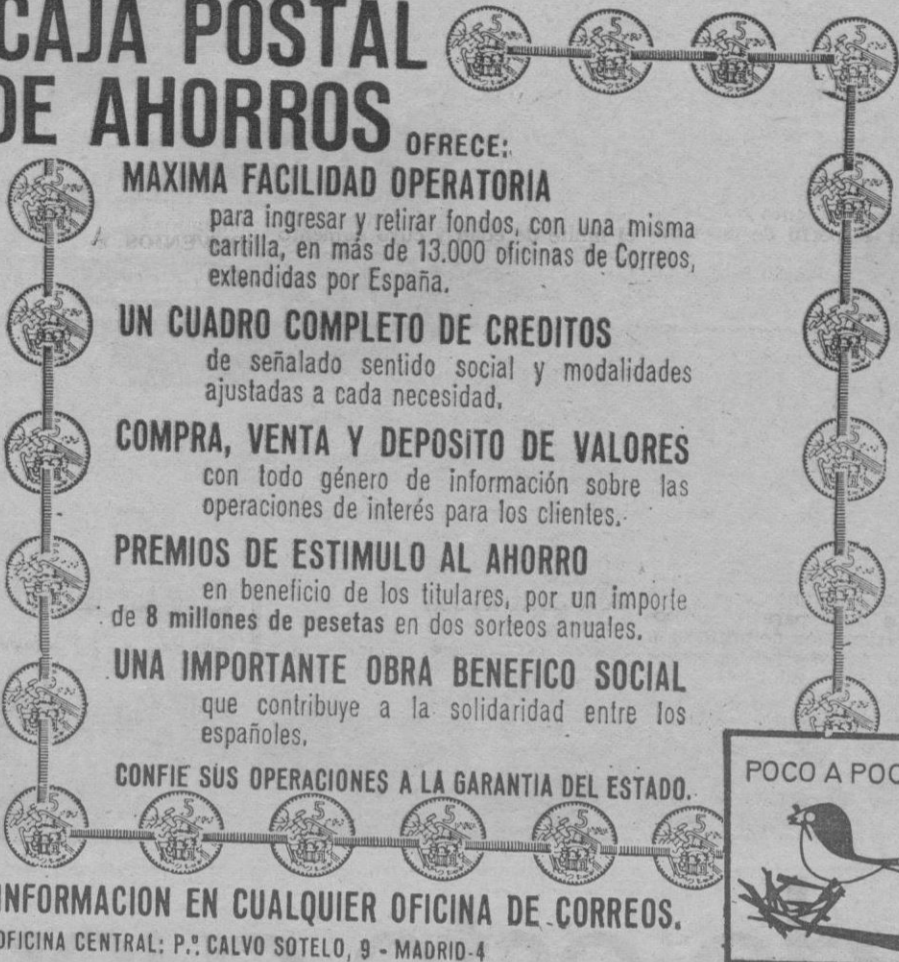 CAJA POSTAL
DE AHORROS OFRECE:
MAXIMA FACILIDAD OPERATORIA
para ingresar y retirar fondos, con una misma
cartilla, en más de 13.000 oficinas de Correos,
extendidas por España.
UN CUADRO COMPLETO DE CREDITOS
de señalado sentido social y modalidades
ajustadas a cada necesidad.
COMPRA, VENTA Y DEPOSITO DE VALORES
con todo género de información sobre las
operaciones de interés para los clientes.
PREMIOS DE ESTIMULO AL AHORRO
en beneficio de los titulares, por un importe
de 8 millones de pesetas en dos sorteos anuales.
UNA IMPORTANTE OBRA BENEFICO SOCIAL
que contribuye a la solidaridad entre los
españoles.
CONFIE SUS OPERACIONES A LA GARANTIA DEL ESTADO.
POCO A POC
INFORMACION EN CUALQUIER OFICINA DE CORREOS.
OFICINA CENTRAL: P.º CALVO SOTELO, 9 - MADRID-4